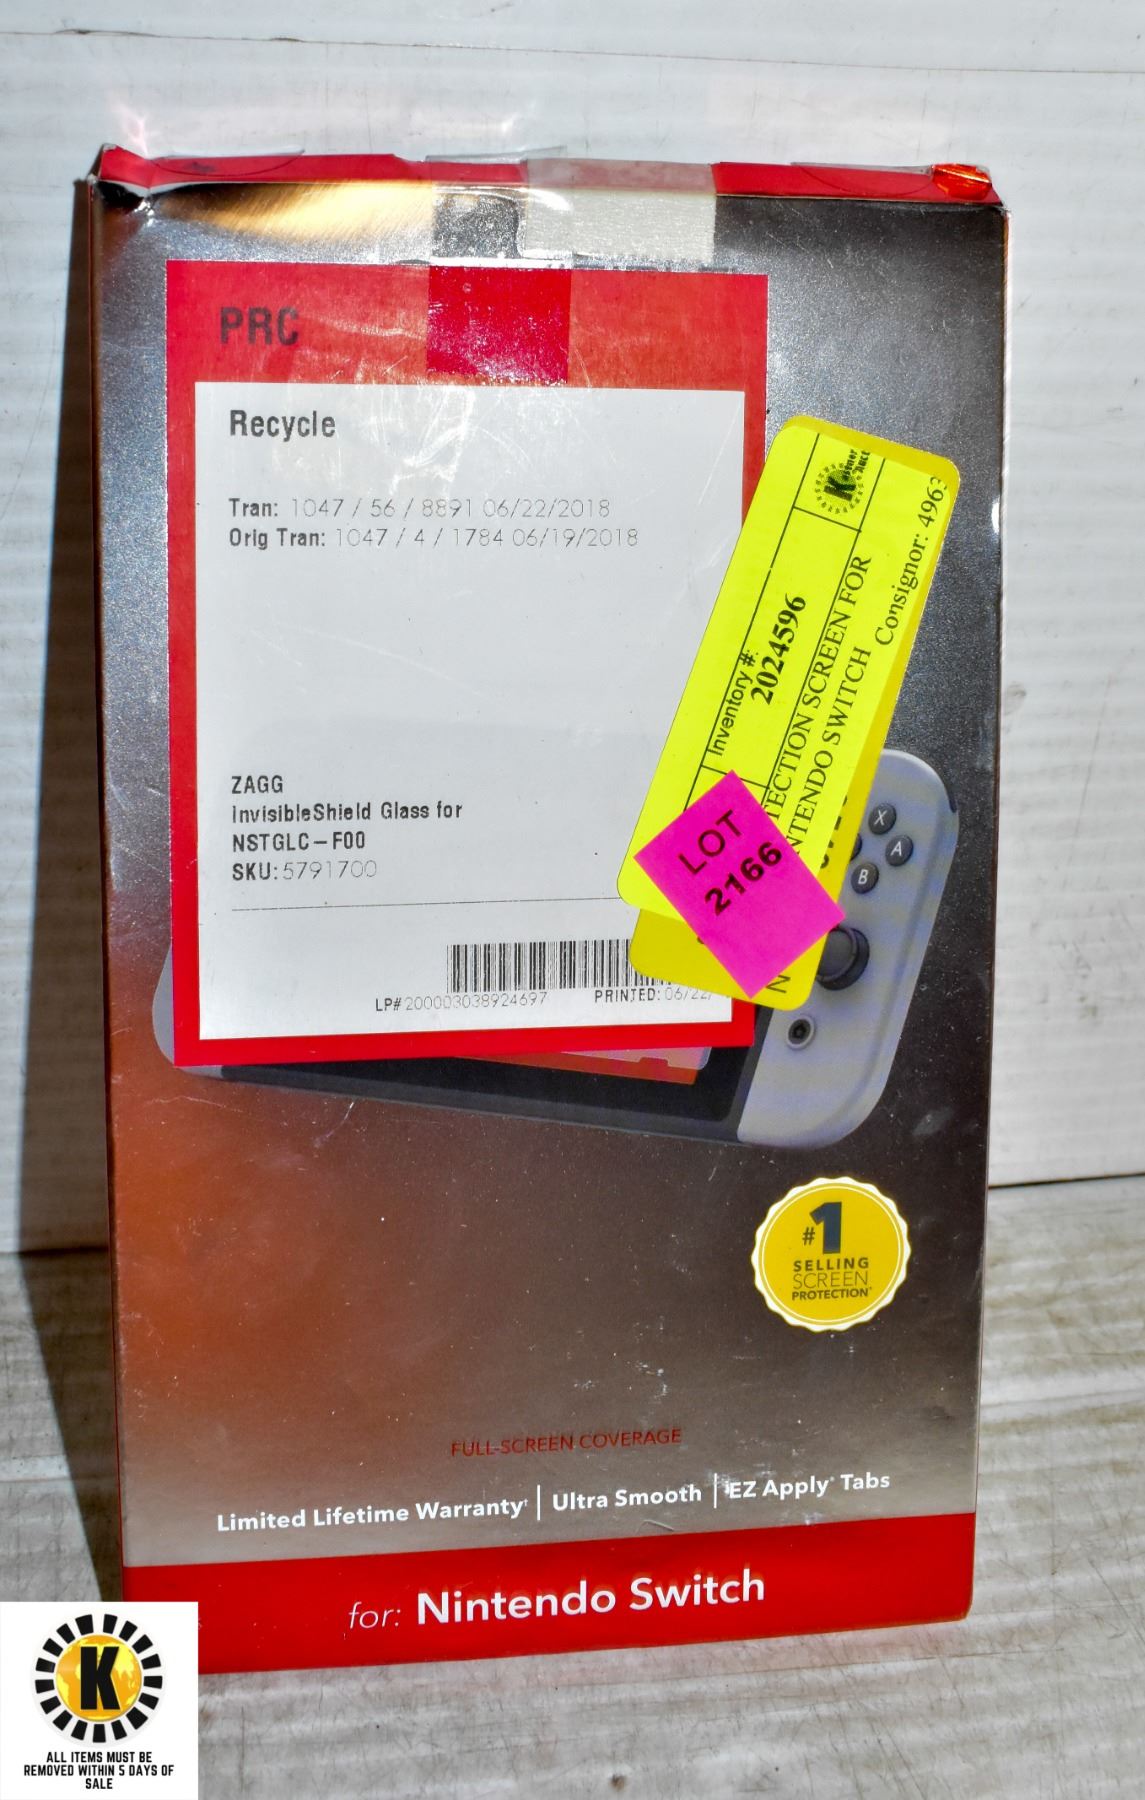 PRC
Recycle
Tran: 1047 / 56 / 8891 06/22/2018
Orig Tran: 1047 / 4 / 1784 06/19/2018
ZAGG
InvisibleShield Glass for
NSTGLC-F00
SKU:5791700
LP# 200003038924697
PRINTED: 06/22/
Inventory #:
2024596
TECTION SCREEN FOR
NTENDO SWITCH
Consignor: 4963
LOT
2166
X
A
B
#1
SELLING
SCREEN
PROTECTION*
FULL-SCREEN COVERAGE
Limited Lifetime Warranty† | Ultra Smooth | EZ Apply® Tabs
for: Nintendo Switch
K
ALL ITEMS MUST BE
REMOVED WITHIN 5 DAYS OF
SALE